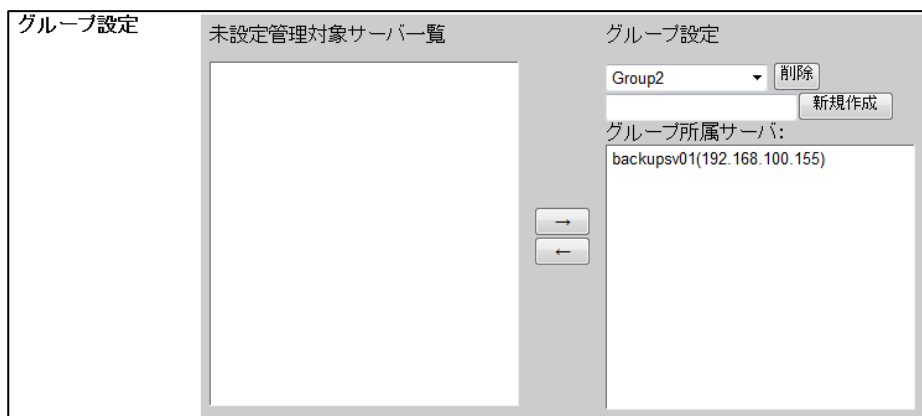 グループ設定
未設定管理対象サーバ一覧
グループ設定
Group2
削除
新規作成
グループ所属サーバ:
backupsv01(192.168.100.155)
→
←